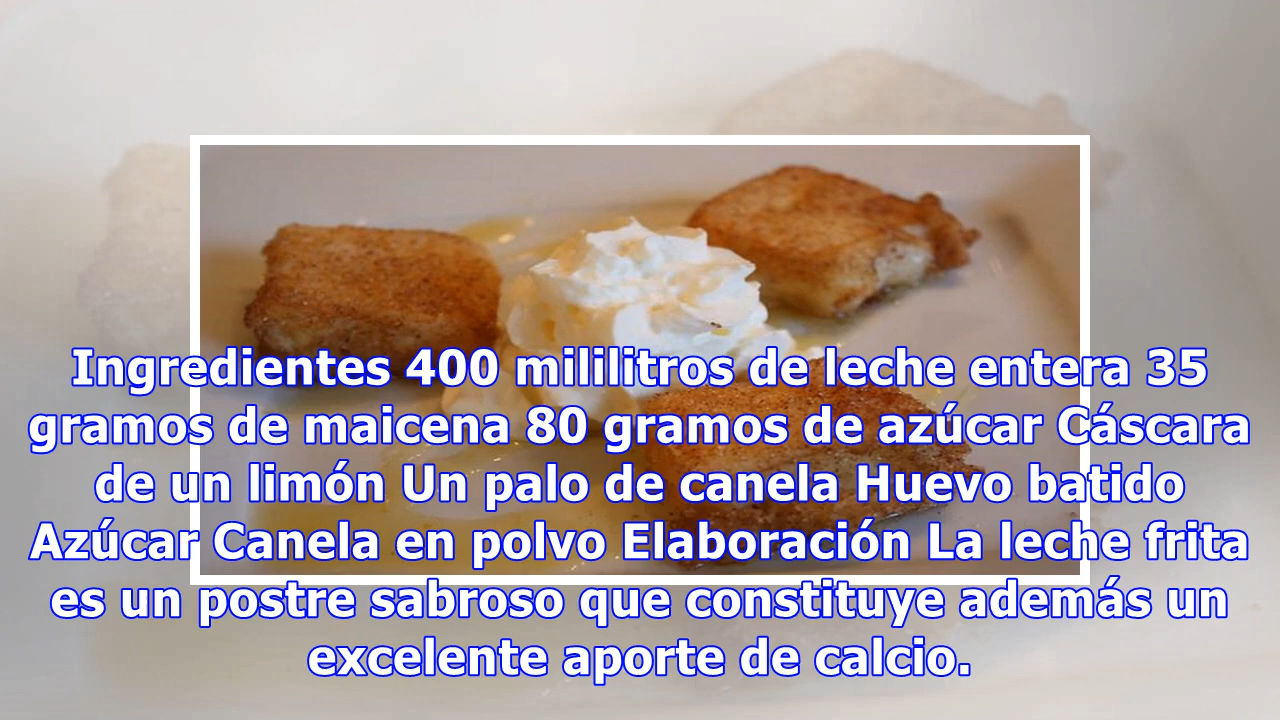 Ingredientes 400 mililitros de leche entera 35
gramos de maicena 80 gramos de azúcar Cáscara
de un limón Un palo de canela Huevo batido
Azúcar Canela en polvo Elaboración La leche frita
es un postre sabroso que constituye además un
excelente aporte de calcio.